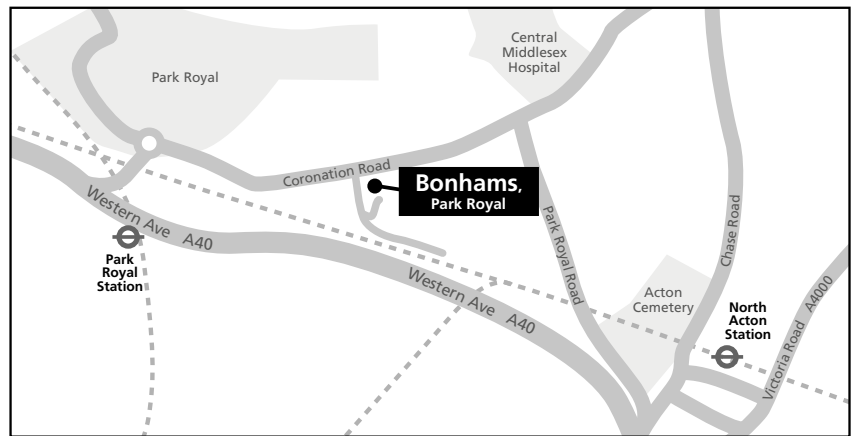 Central
Middlesex
Hospital
Park Royal
Coronation Road
Bonhams,
Park Royal
Western Ave A40
Park
Royal
Station
Western Ave A40
Park Royal Road
Chase Road
Acton
Cemetery
North
Acton
Station
Victoria Road A4000